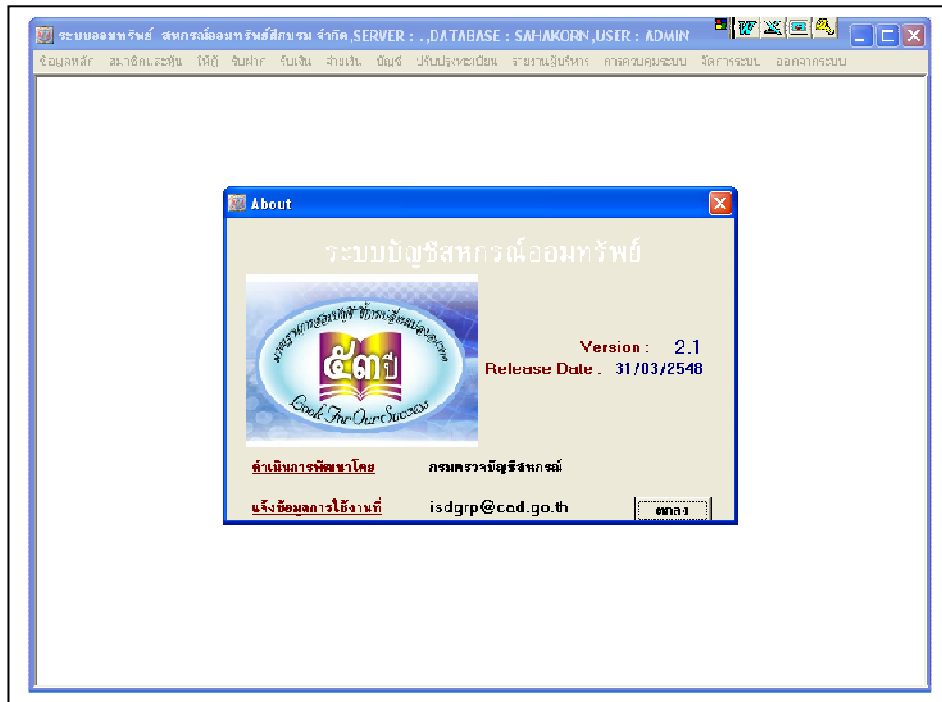 ระบบออมทรัพย์ สหกรณ์ออมทรัพย์ฝึกอบรม จำกัด,SERVER : .,DATABASE : SAHAKORN,USER : ADMIN
ข้อมูลหลัก สมาชิกและหุ้น ให้กู้ รับฝาก รับเงิน จ่ายเงิน บัญชี ปรับปรุงทะเบียน รายงานผู้บริหาร การควบคุมระบบ จัดการระบบ ออกจากระบบ
About
ระบบบัญชีสหกรณ์ออมทรัพย์
๕๓ปี
Book For Our Success
Version : 2.1
Release Date : 31/03/2548
ดำเนินการพัฒนาโดย กรมตรวจบัญชีสหกรณ์
แจ้งข้อมูลการใช้งานที่ isdgrp@cad.go.th
ตกลง